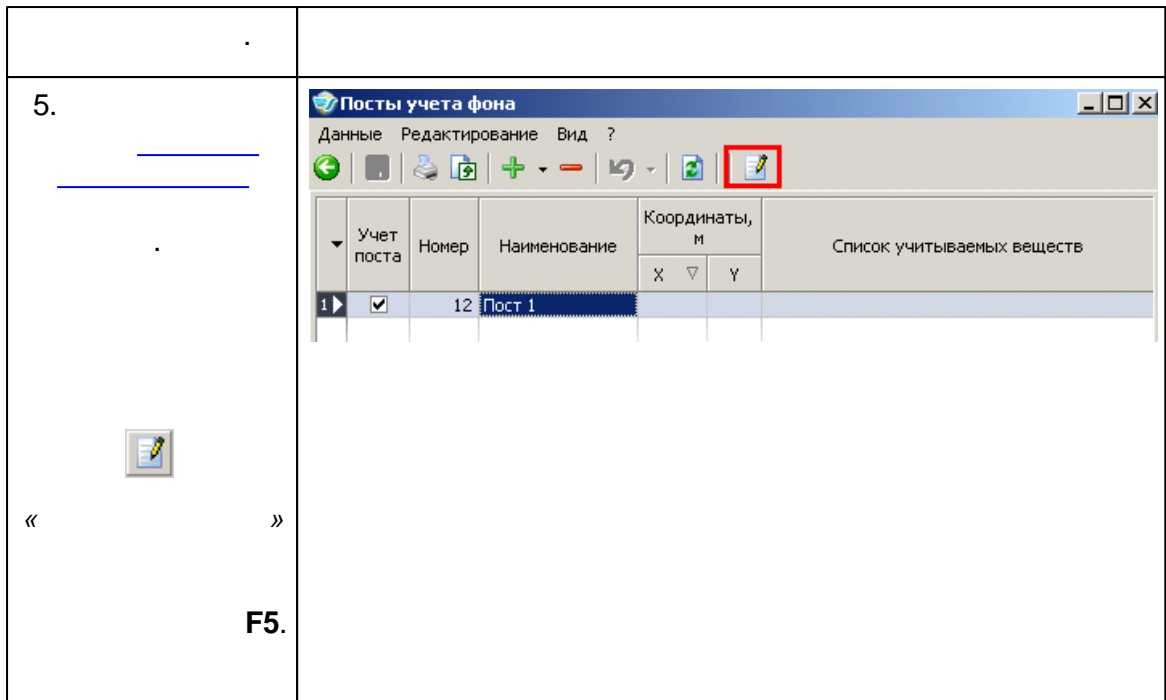 .
5.
.
«
»
F5.
Посты учета фона
Данные Редактирование Вид ?
Учет поста
Номер
Наименование
Координаты, м
X
Y
Список учитываемых веществ
1
12
Пост 1